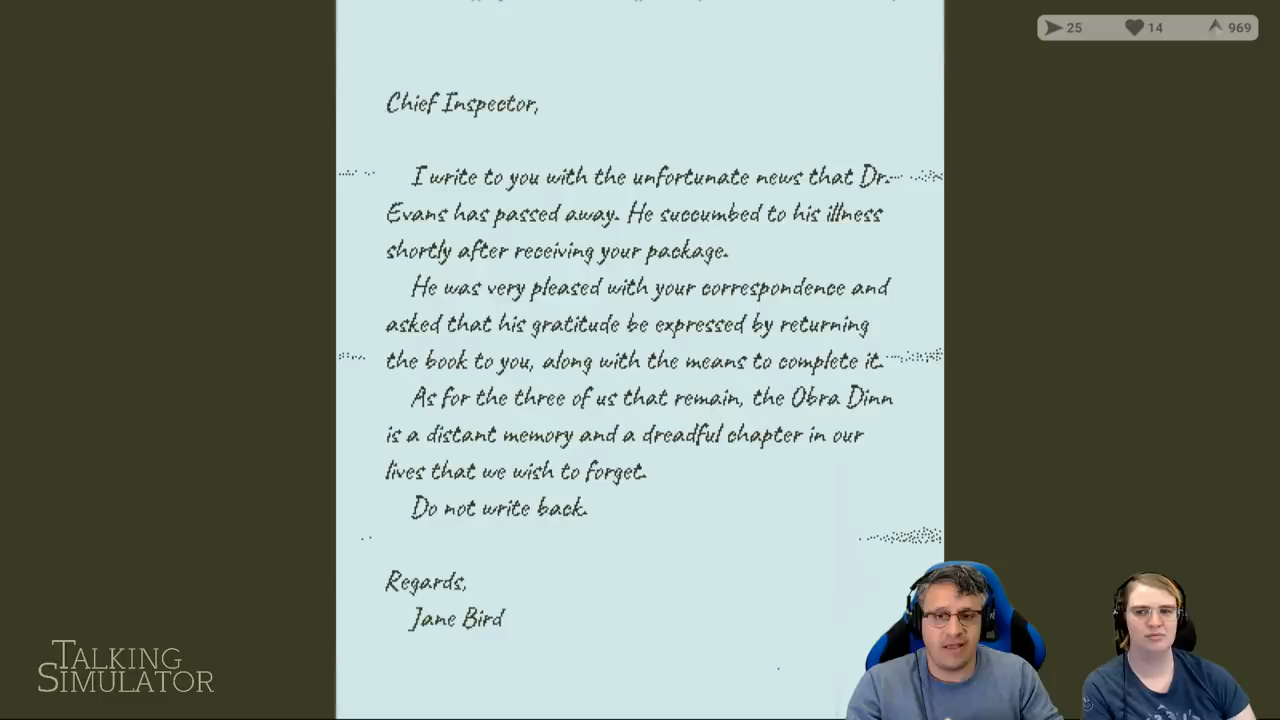 25 14 969
Chief Inspector,
I write to you with the unfortunate news that Dr.
Evans has passed away. He succumbed to his illness
shortly after receiving your package.
He was very pleased with your correspondence and
asked that his gratitude be expressed by returning
the book to you, along with the means to complete it.
As for the three of us that remain, the Obra Dinn
is a distant memory and a dreadful chapter in our
lives that we wish to forget.
Do not write back.
Regards,
Jane Bird
TALKING
SIMULATOR